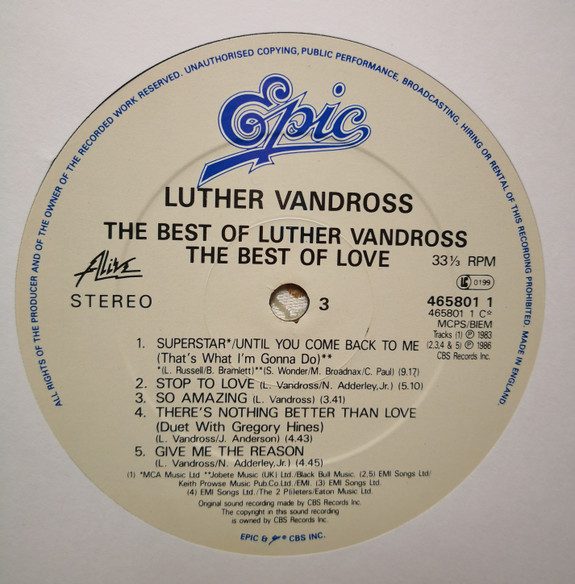 ALL RIGHTS OF THE PRODUCER AND OF THE OWNER OF THE RECORDED WORK RESERVED. UNAUTHORISED COPYING, PUBLIC PERFORMANCE, BROADCASTING, HIRING OR RENTAL OF THIS RECORDING PROHIBITED. MADE IN ENGLAND.
Epic
LUTHER VANDROSS
THE BEST OF LUTHER VANDROSS
THE BEST OF LOVE
33⅓ RPM
Alive
STEREO
3
LC 0199
465801 1
465801 1 C*
MCPS/BIEM
Tracks (1) ℗ 1983
(2,3,4 & 5) ℗ 1986
CBS Records Inc.
1. SUPERSTAR*/UNTIL YOU COME BACK TO ME
(That's What I'm Gonna Do)**
*(L. Russell/B. Bramlett) **(S. Wonder/M. Broadnax/C. Paul) (9.17)
2. STOP TO LOVE (L. Vandross/N. Adderley,Jr.) (5.10)
3. SO AMAZING (L. Vandross) (3.41)
4. THERE'S NOTHING BETTER THAN LOVE
(Duet With Gregory Hines)
(L. Vandross/J. Anderson) (4.43)
5. GIVE ME THE REASON
(L. Vandross/N. Adderley,Jr.) (4.45)
(1) *MCA Music Ltd **Jobete Music (UK) Ltd./Black Bull Music. (2,5) EMI Songs Ltd/
Keith Prowse Music Pub.Co.Ltd./EMI. (3) EMI Songs Ltd.
(4) EMI Songs Ltd./The 2 Pi/leters/Eaton Music Ltd.
Original sound recording made by CBS Records Inc.
The copyright in this sound recording
is owned by CBS Records Inc.
EPIC & ® CBS INC.